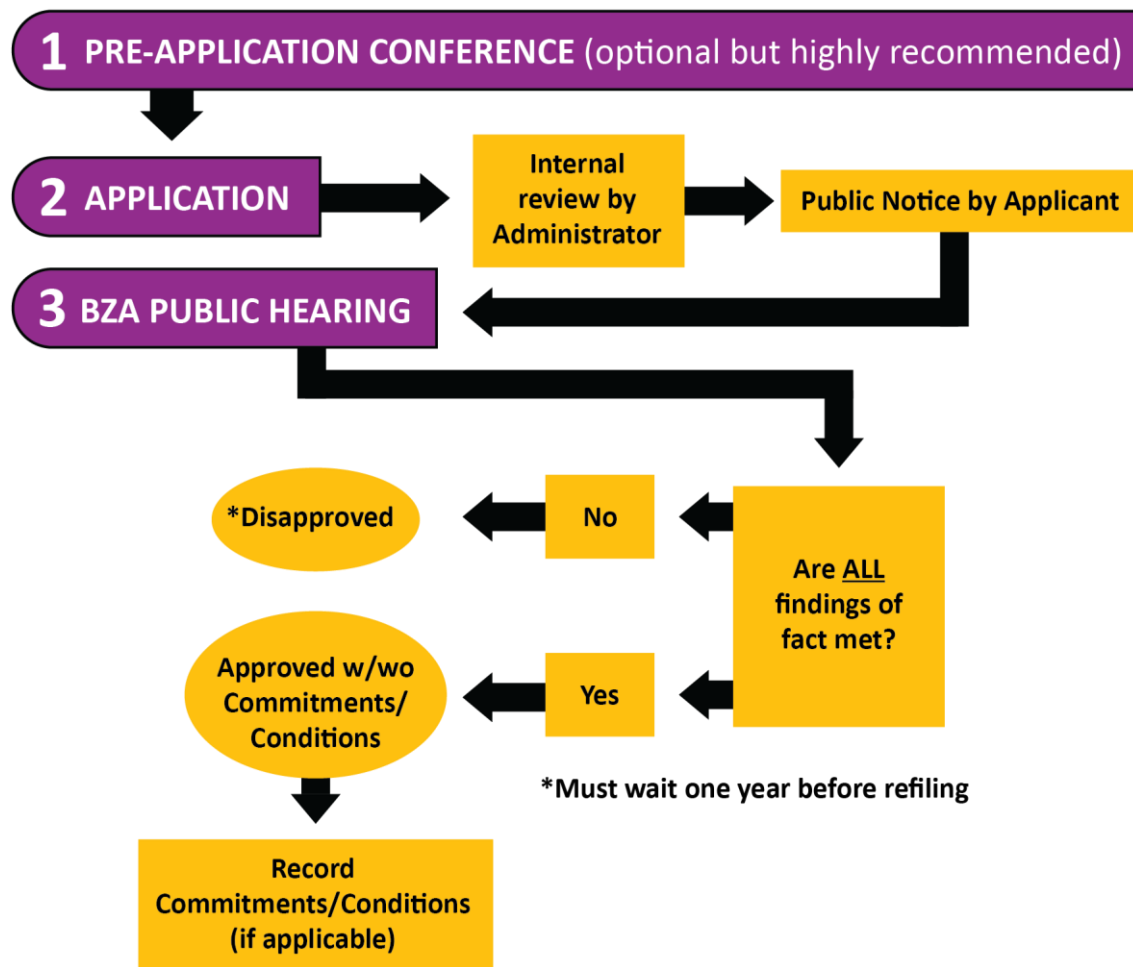 1 PRE-APPLICATION CONFERENCE (optional but highly recommended)
2 APPLICATION
Internal
review by
Administrator
Public Notice by Applicant
3 BZA PUBLIC HEARING
*Disapproved
No
Are ALL
findings of
fact met?
Approved w/wo
Commitments/
Conditions
Yes
*Must wait one year before refiling
Record
Commitments/Conditions
(if applicable)